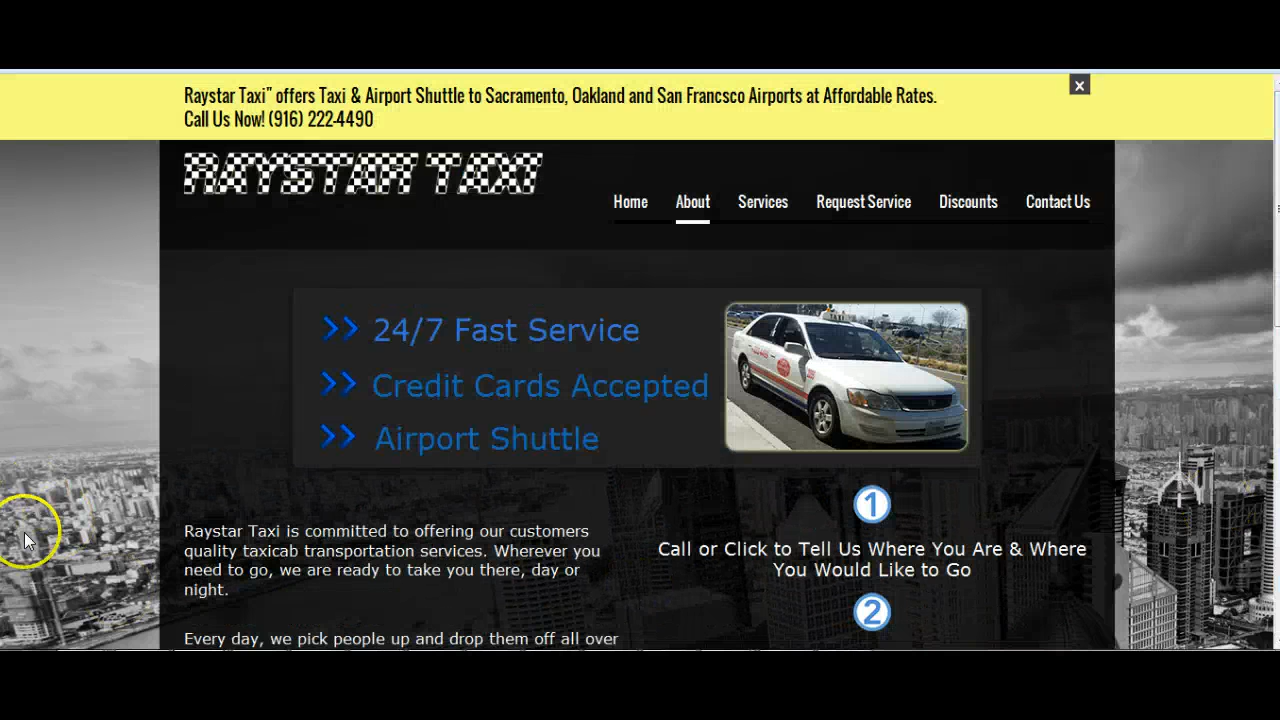 Raystar Taxi" offers Taxi & Airport Shuttle to Sacramento, Oakland and San Francsco Airports at Affordable Rates.
Call Us Now! (916) 222-4490
RAYSTAR TAXI
Home About Services Request Service Discounts Contact Us
>> 24/7 Fast Service
>> Credit Cards Accepted
>> Airport Shuttle
TAXI
Raystar Taxi is committed to offering our customers
quality taxicab transportation services. Wherever you
need to go, we are ready to take you there, day or
night.
Every day, we pick people up and drop them off all over
1
Call or Click to Tell Us Where You Are & Where
You Would Like to Go
2